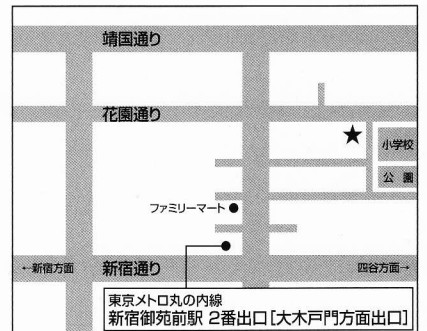 靖国通り
花園通り
★
小学校
公 園
ファミリーマート ●
←新宿方面
新宿通り
四谷方面→
東京メトロ丸の内線
新宿御苑前駅 2番出口[大木戸門方面出口]